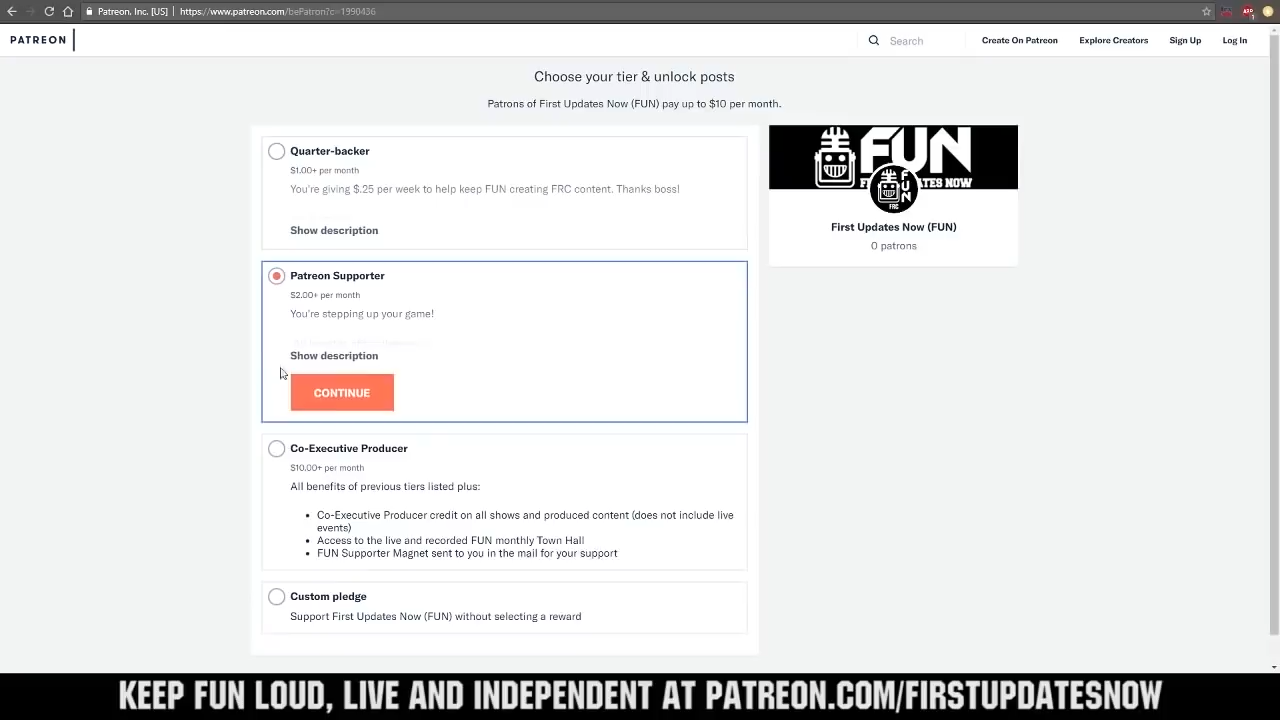 Patreon, Inc. [US] | https://www.patreon.com/bePatron?c=1990436
PATREON
Search
Create On Patreon
Explore Creators
Sign Up
Log In
Choose your tier & unlock posts
Patrons of First Updates Now (FUN) pay up to $10 per month.
Quarter-backer
$1.00+ per month
You're giving $.25 per week to help keep FUN creating FRC content. Thanks boss!
Show description
Patreon Supporter
$2.00+ per month
You're stepping up your game!
Show description
CONTINUE
Co-Executive Producer
$10.00+ per month
All benefits of previous tiers listed plus:
• Co-Executive Producer credit on all shows and produced content (does not include live
events)
• Access to the live and recorded FUN monthly Town Hall
• FUN Supporter Magnet sent to you in the mail for your support
Custom pledge
Support First Updates Now (FUN) without selecting a reward
FUN
FUN
FRC
First Updates Now (FUN)
0 patrons
KEEP FUN LOUD, LIVE AND INDEPENDENT AT PATREON.COM/FIRSTUPDATESNOW